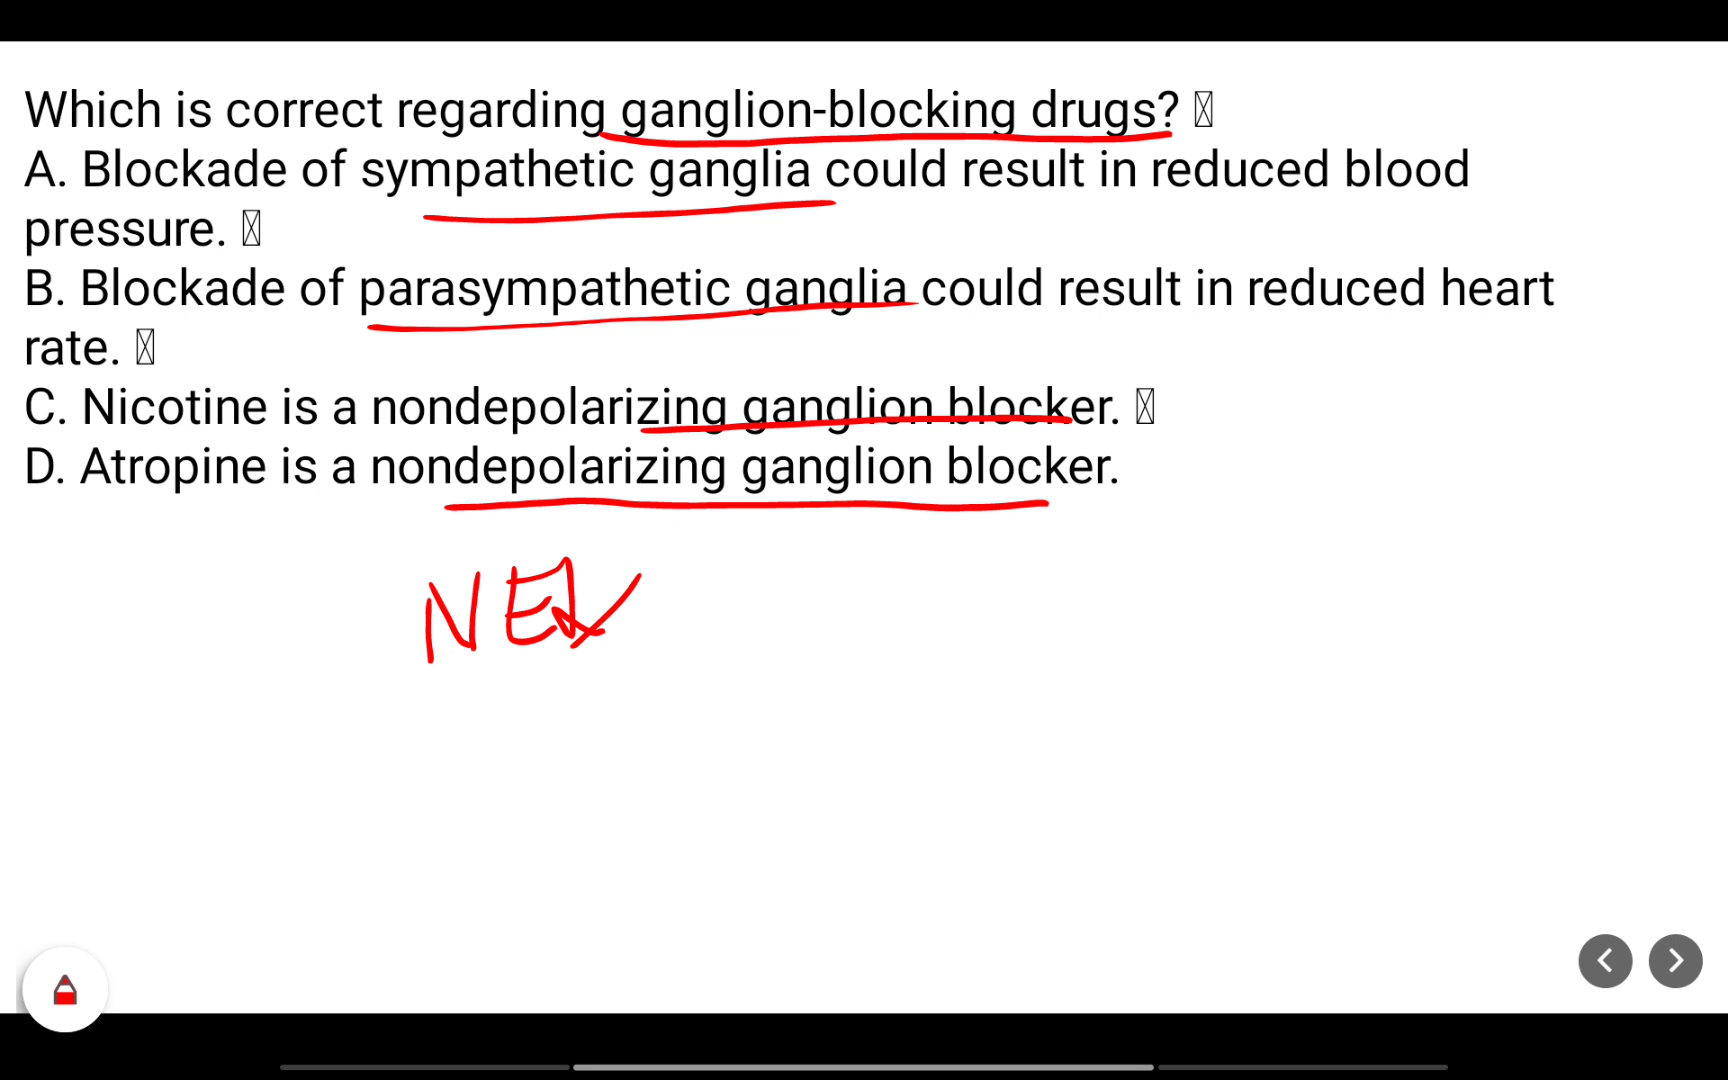 Which is correct regarding ganglion-blocking drugs?
A. Blockade of sympathetic ganglia could result in reduced blood
pressure.
B. Blockade of parasympathetic ganglia could result in reduced heart
rate.
C. Nicotine is a nondepolarizing ganglion blocker.
D. Atropine is a nondepolarizing ganglion blocker.